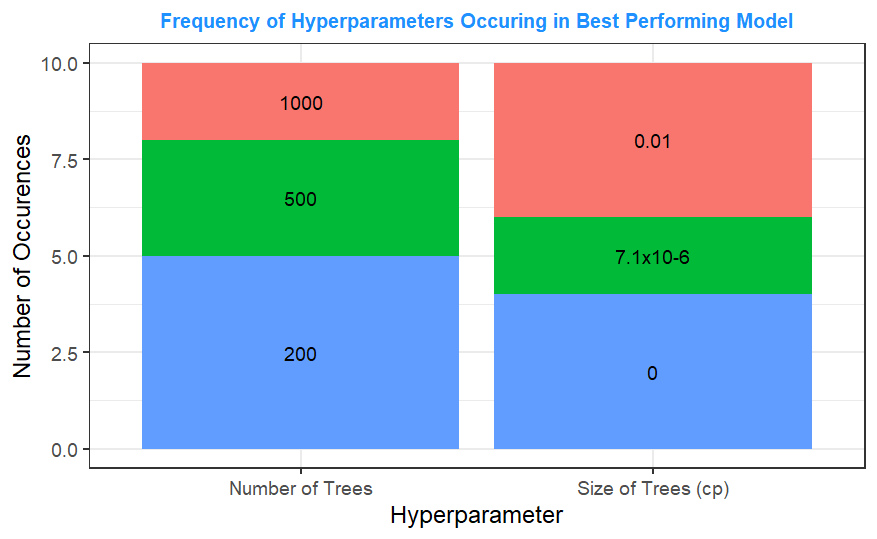 Frequency of Hyperparameters Occuring in Best Performing Model
10.0
7.5
5.0
2.5
0.0
Number of Occurences
1000
500
200
0.01
7.1x10-6
0
Number of Trees
Size of Trees (cp)
Hyperparameter